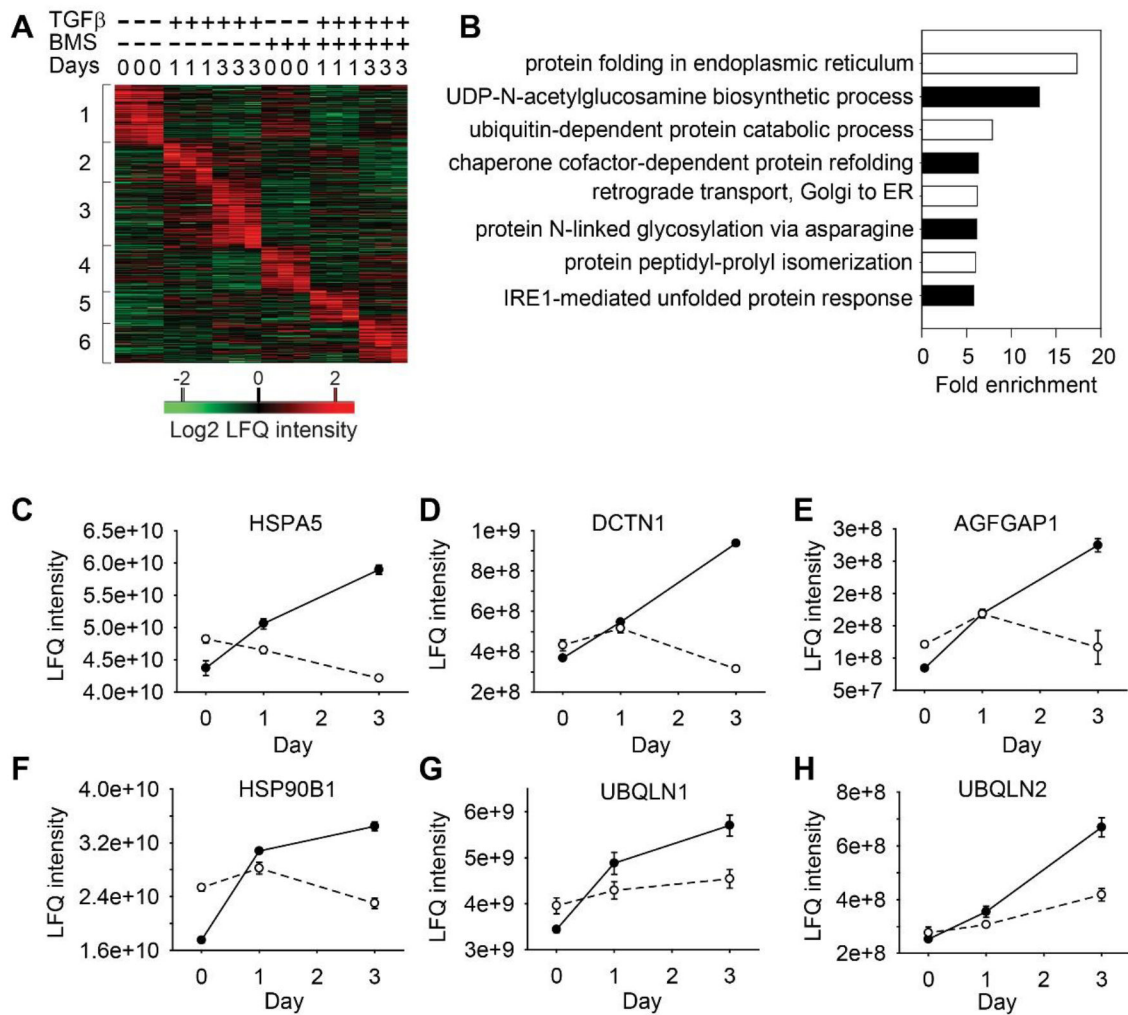 A
TGFβ − − − + + + + + + − − − + + + + + +
BMS − − − − − − − − − + + + + + + + + +
Days 0 0 0 1 1 1 3 3 3 0 0 0 1 1 1 3 3 3
1
2
3
4
5
6
-2 0 2
Log2 LFQ intensity
B
protein folding in endoplasmic reticulum
UDP-N-acetylglucosamine biosynthetic process
ubiquitin-dependent protein catabolic process
chaperone cofactor-dependent protein refolding
retrograde transport, Golgi to ER
protein N-linked glycosylation via asparagine
protein peptidyl-prolyl isomerization
IRE1-mediated unfolded protein response
0 5 10 15 20
Fold enrichment
C
HSPA5
LFQ intensity
6.5e+10
6.0e+10
5.5e+10
5.0e+10
4.5e+10
4.0e+10
0 1 2 3
Day
D
DCTN1
LFQ intensity
1e+9
8e+8
6e+8
4e+8
2e+8
0 1 2 3
Day
E
AGFGAP1
LFQ intensity
3e+8
3e+8
2e+8
2e+8
1e+8
5e+7
0 1 2 3
Day
F
HSP90B1
LFQ intensity
4.0e+10
3.2e+10
2.4e+10
1.6e+10
0 1 2 3
Day
G
UBQLN1
LFQ intensity
6e+9
5e+9
4e+9
3e+9
0 1 2 3
Day
H
UBQLN2
LFQ intensity
8e+8
6e+8
4e+8
2e+8
0 1 2 3
Day